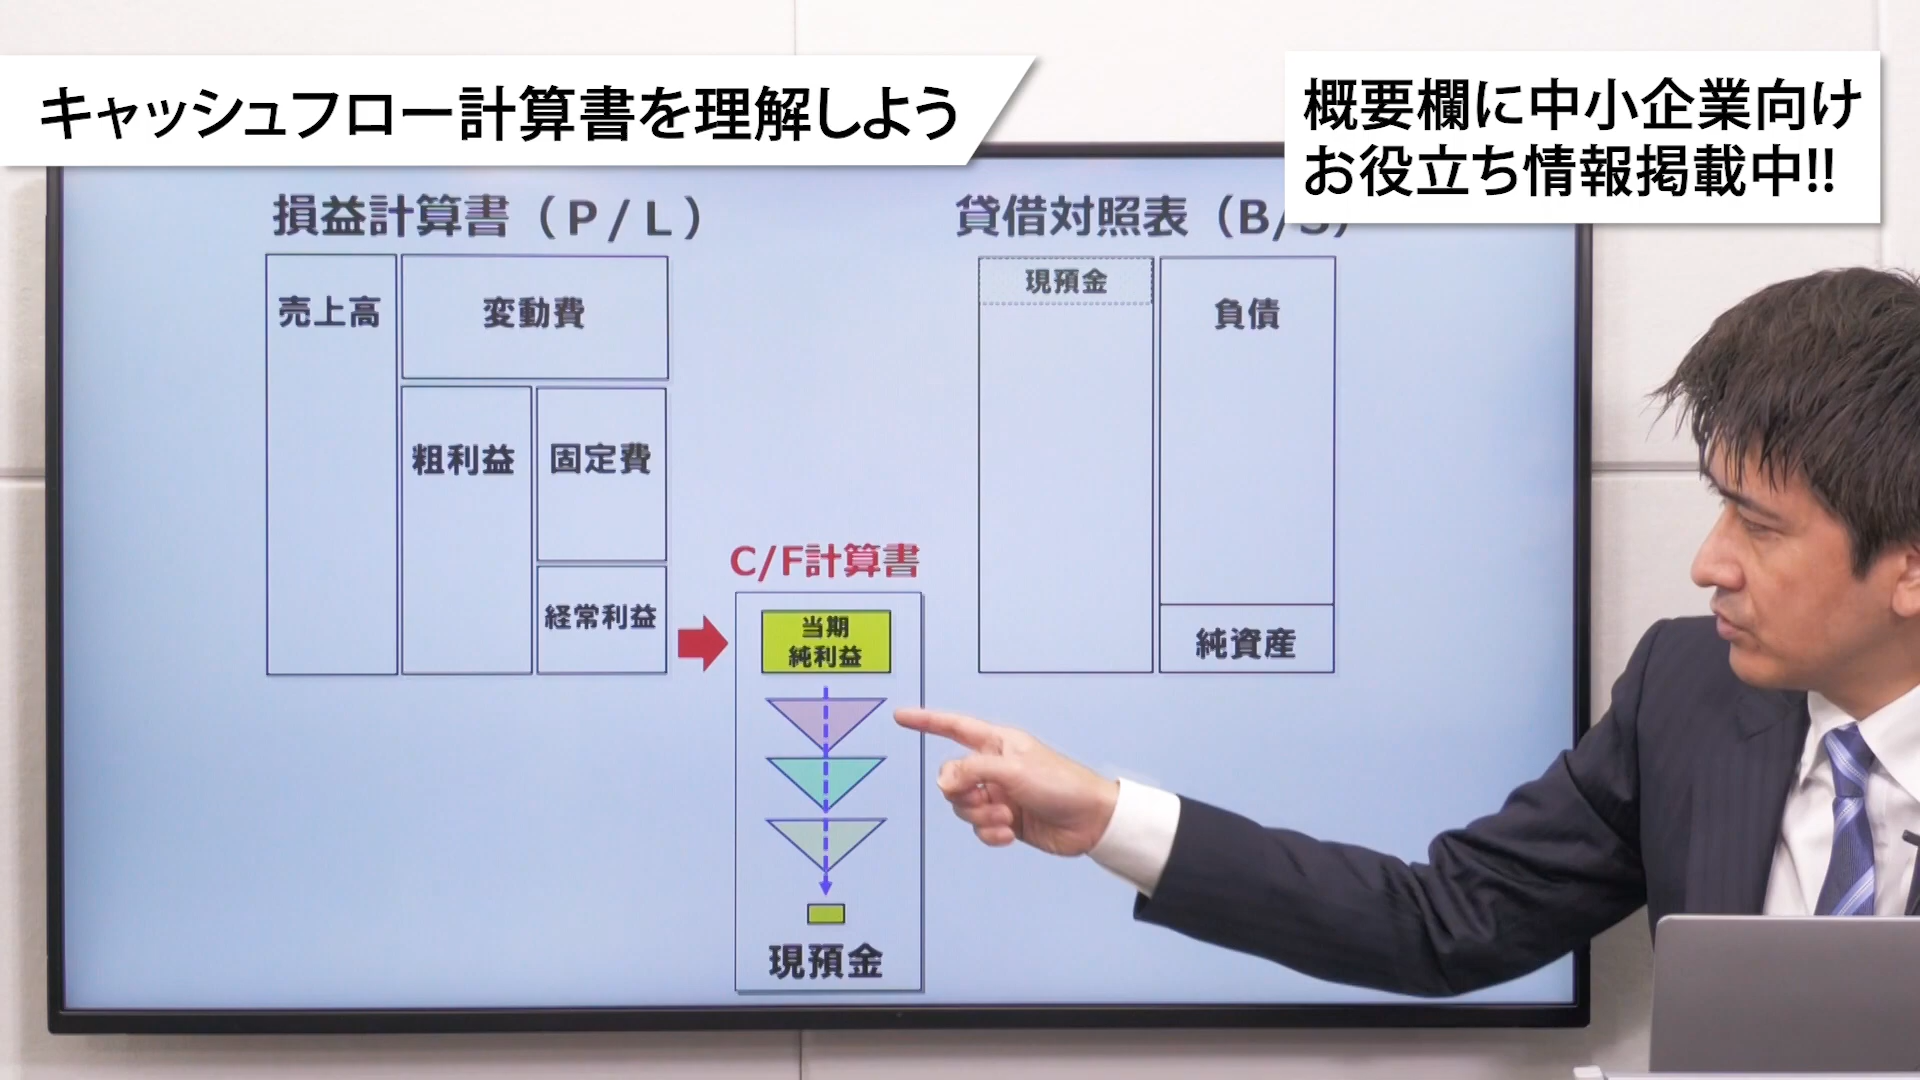 キャッシュフロー計算書を理解しよう
概要欄に中小企業向け
お役立ち情報掲載中!!
損益計算書（P/L）
貸借対照表（B/S）
売上高
変動費
粗利益
固定費
経常利益
現預金
負債
純資産
C/F計算書
当期
純利益
現預金